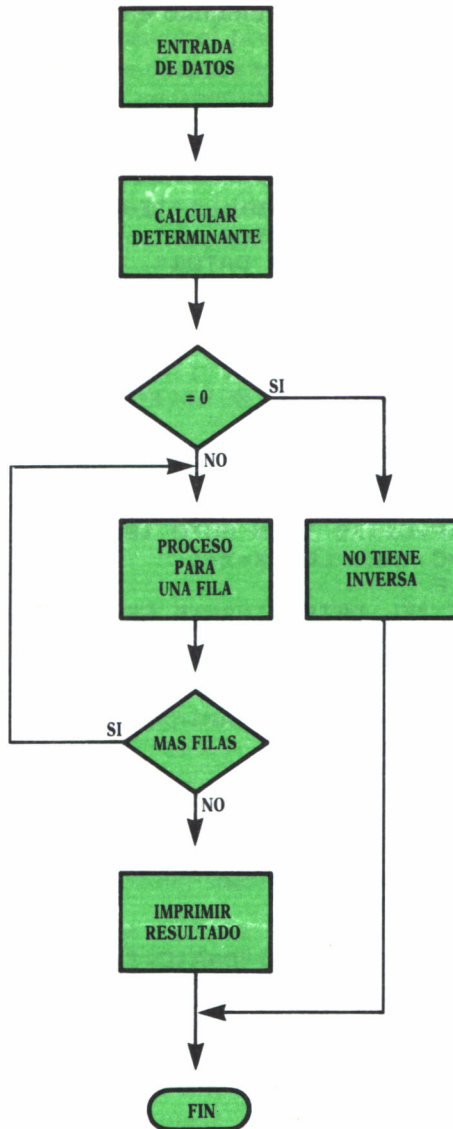 ENTRADA
DE DATOS
CALCULAR
DETERMINANTE
= 0
SI
NO
PROCESO
PARA
UNA FILA
NO TIENE
INVERSA
SI
MAS FILAS
NO
IMPRIMIR
RESULTADO
FIN